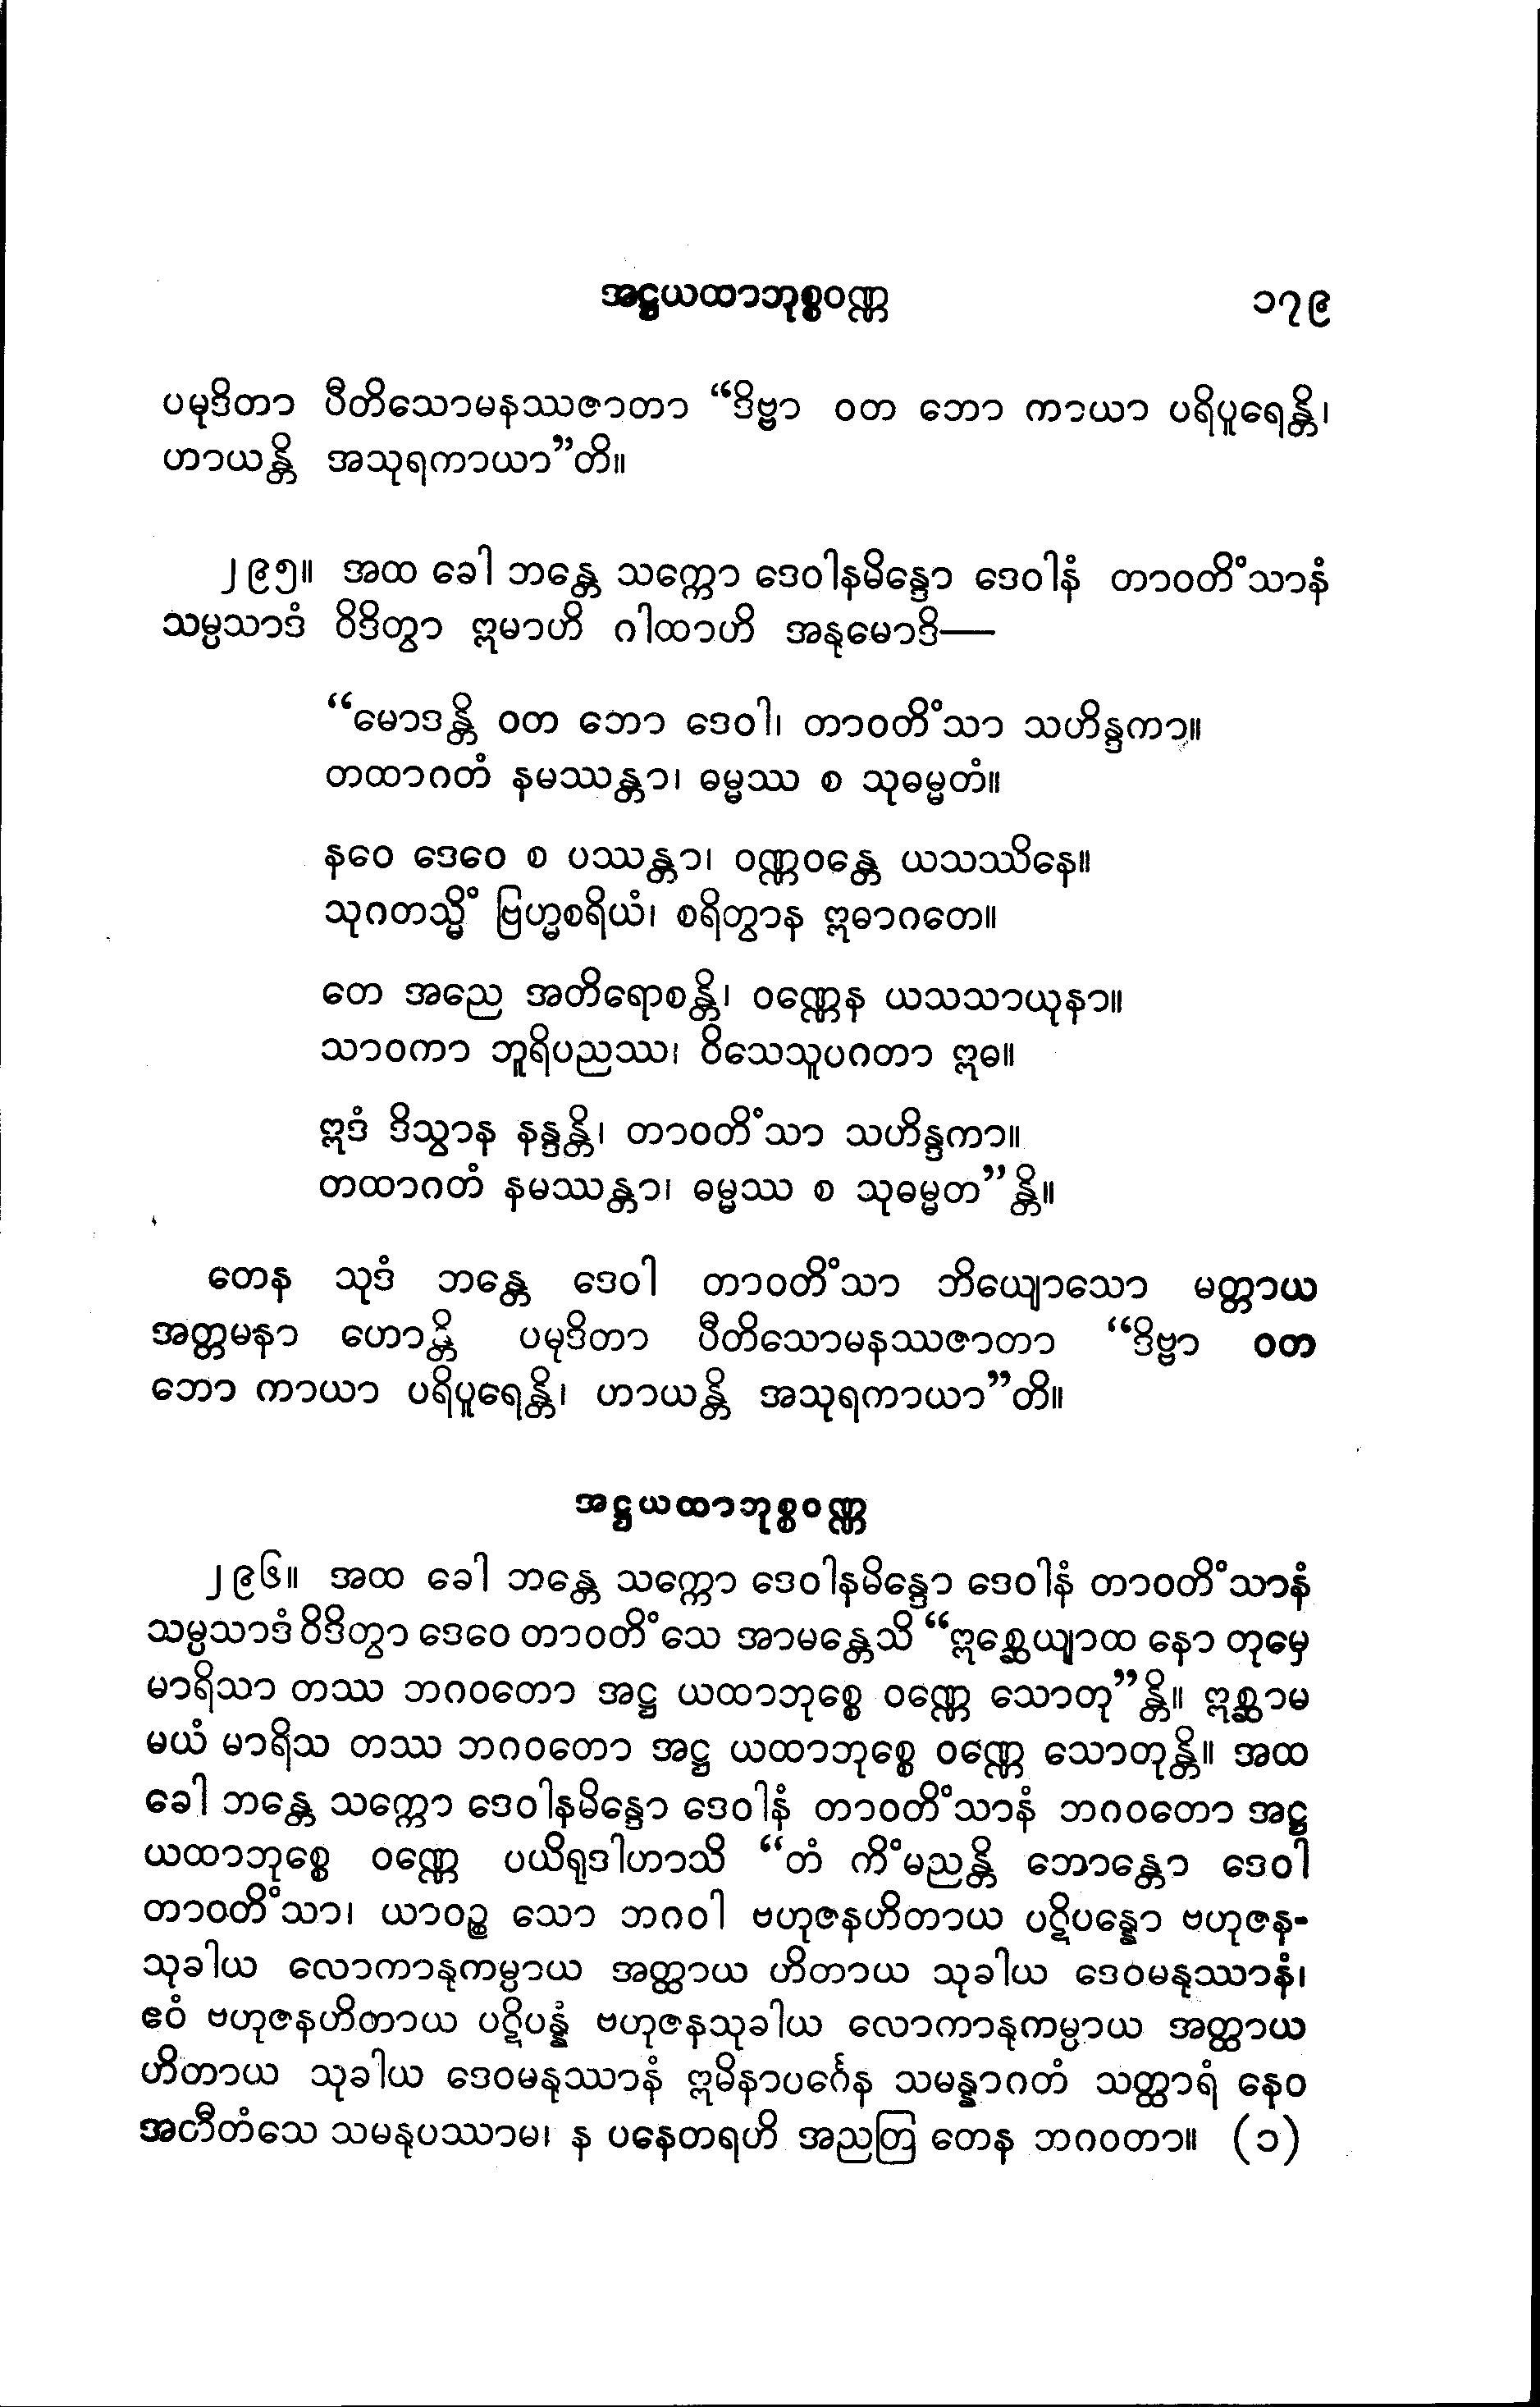 အဋ္ဌယထာဘုစ္စဝဏ္ဏ ၁၇၉
ပမုဒိတာ ပီတိသောမနဿဇာတာ “ဒိဗ္ဗာ ဝတ ဘော ကာယာ ပရိပူရေန္တိ၊
ဟာယန္တိ အသုရကာယာ”တိ။
၂၉၅။ အထ ခေါ ဘန္တေ သက္ကော ဒေဝါနမိန္ဒော ဒေဝါနံ တာဝတိံသာနံ
သမ္ပသာဒံ ဝိဒိတွာ ဣမာဟိ ဂါထာဟိ အနုမောဒိ—
“မောဒန္တိ ဝတ ဘော ဒေဝါ၊ တာဝတိံသာ သဟိန္ဒကာ။
တထာဂတံ နမဿန္တာ၊ ဓမ္မဿ စ သုဓမ္မတံ။
နဝေ ဒေဝေ စ ပဿန္တာ၊ ဝဏ္ဏဝန္တေ ယသဿိနေ။
သုဂတသ္မိံ ဗြဟ္မစရိယံ၊ စရိတွာန ဣဓာဂတေ။
တေ အညေ အတိရောစန္တိ၊ ဝဏ္ဏေန ယသသာယုနာ။
သာဝကာ ဘူရိပညဿ၊ ဝိသေသူပဂတာ ဣဓ။
ဣဒံ ဒိသွာန နန္ဒန္တိ၊ တာဝတိံသာ သဟိန္ဒကာ။
တထာဂတံ နမဿန္တာ၊ ဓမ္မဿ စ သုဓမ္မတ”န္တိ။
တေန သုဒံ ဘန္တေ ဒေဝါ တာဝတိံသာ ဘိယျောသော မတ္တာယ
အတ္တမနာ ဟောန္တိ ပမုဒိတာ ပီတိသောမနဿဇာတာ “ဒိဗ္ဗာ ဝတ
ဘော ကာယာ ပရိပူရေန္တိ၊ ဟာယန္တိ အသုရကာယာ”တိ။
အဋ္ဌယထာဘုစ္စဝဏ္ဏ
၂၉၆။ အထ ခေါ ဘန္တေ သက္ကော ဒေဝါနမိန္ဒော ဒေဝါနံ တာဝတိံသာနံ
သမ္ပသာဒံ ဝိဒိတွာ ဒေဝေ တာဝတိံသေ အာမန္တေသိ “ဣစ္ဆေယျာထ နော တုမှေ
မာရိသာ တဿ ဘဂဝတော အဋ္ဌ ယထာဘုစ္စေ ဝဏ္ဏေ သောတု”န္တိ။ ဣစ္ဆာမ
မယံ မာရိသ တဿ ဘဂဝတော အဋ္ဌ ယထာဘုစ္စေ ဝဏ္ဏေ သောတုန္တိ။ အထ
ခေါ ဘန္တေ သက္ကော ဒေဝါနမိန္ဒော ဒေဝါနံ တာဝတိံသာနံ ဘဂဝတော အဋ္ဌ
ယထာဘုစ္စေ ဝဏ္ဏေ ပယိရုဒါဟာသိ “တံ ကိံမညန္တိ ဘောန္တော ဒေဝါ
တာဝတိံသာ၊ ယာဝဉ္စ သော ဘဂဝါ ဗဟုဇနဟိတာယ ပဋိပန္နော ဗဟုဇန-
သုခါယ လောကာနုကမ္ပာယ အတ္ထာယ ဟိတာယ သုခါယ ဒေဝမနုဿာနံ၊
ဧဝံ ဗဟုဇနဟိတာယ ပဋိပန္နံ ဗဟုဇနသုခါယ လောကာနုကမ္ပာယ အတ္ထာယ
ဟိတာယ သုခါယ ဒေဝမနုဿာနံ ဣမိနာပင်္ဂေန သမန္နာဂတံ သတ္ထာရံ နေဝ
အတီတံသေ သမနုပဿာမ၊ န ပနေတရဟိ အညတြ တေန ဘဂဝတာ။ (၁)